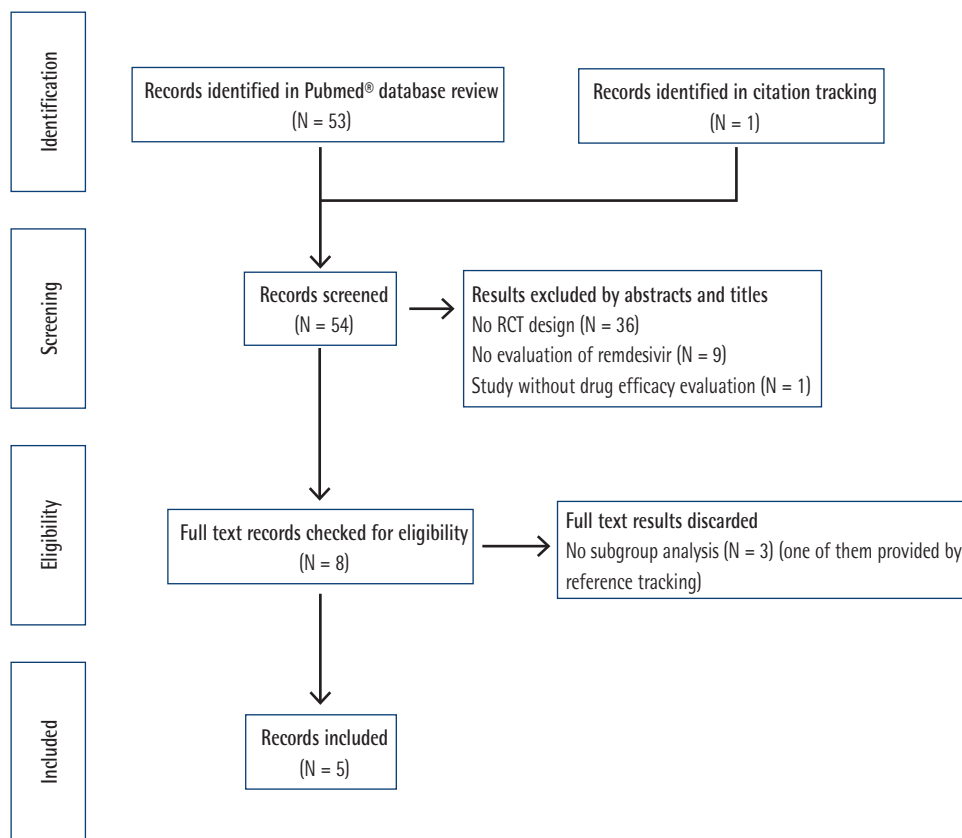 Identification
Records identified in Pubmed® database review
(N = 53)
Records identified in citation tracking
(N = 1)
Screening
Records screened
(N = 54)
Results excluded by abstracts and titles
No RCT design (N = 36)
No evaluation of remdesivir (N = 9)
Study without drug efficacy evaluation (N = 1)
Eligibility
Full text records checked for eligibility
(N = 8)
Full text results discarded
No subgroup analysis (N = 3) (one of them provided by
reference tracking)
Included
Records included
(N = 5)